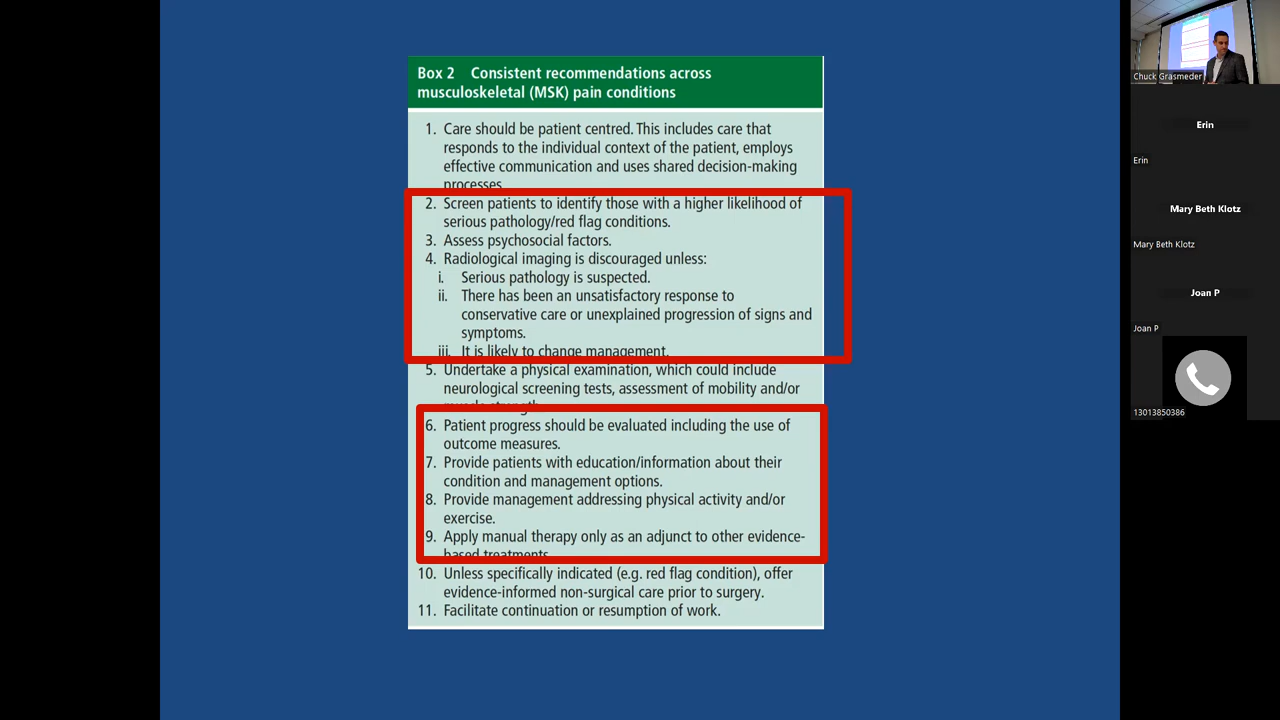 Box 2 Consistent recommendations across
musculoskeletal (MSK) pain conditions
1. Care should be patient centred. This includes care that
responds to the individual context of the patient, employs
effective communication and uses shared decision-making
processes.
2. Screen patients to identify those with a higher likelihood of
serious pathology/red flag conditions.
3. Assess psychosocial factors.
4. Radiological imaging is discouraged unless:
i. Serious pathology is suspected.
ii. There has been an unsatisfactory response to
conservative care or unexplained progression of signs and
symptoms.
iii. It is likely to change management.
5. Undertake a physical examination, which could include
neurological screening tests, assessment of mobility and/or
muscle strength.
6. Patient progress should be evaluated including the use of
outcome measures.
7. Provide patients with education/information about their
condition and management options.
8. Provide management addressing physical activity and/or
exercise.
9. Apply manual therapy only as an adjunct to other evidence-
based treatments.
10. Unless specifically indicated (e.g. red flag condition), offer
evidence-informed non-surgical care prior to surgery.
11. Facilitate continuation or resumption of work.
Chuck Grasmeder
Erin
Erin
Mary Beth Klotz
Mary Beth Klotz
Joan P
Joan P
13013850386